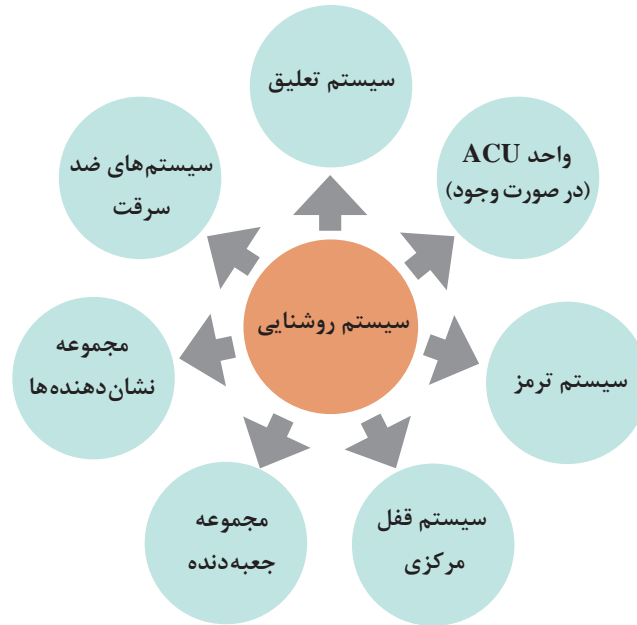 سیستم تعلیق
واحد ACU
(در صورت وجود)
سیستم‌های ضد
سرقت
سیستم روشنایی
مجموعه
نشان‌دهنده‌ها
سیستم ترمز
مجموعه
جعبه‌دنده
سیستم قفل
مرکزی